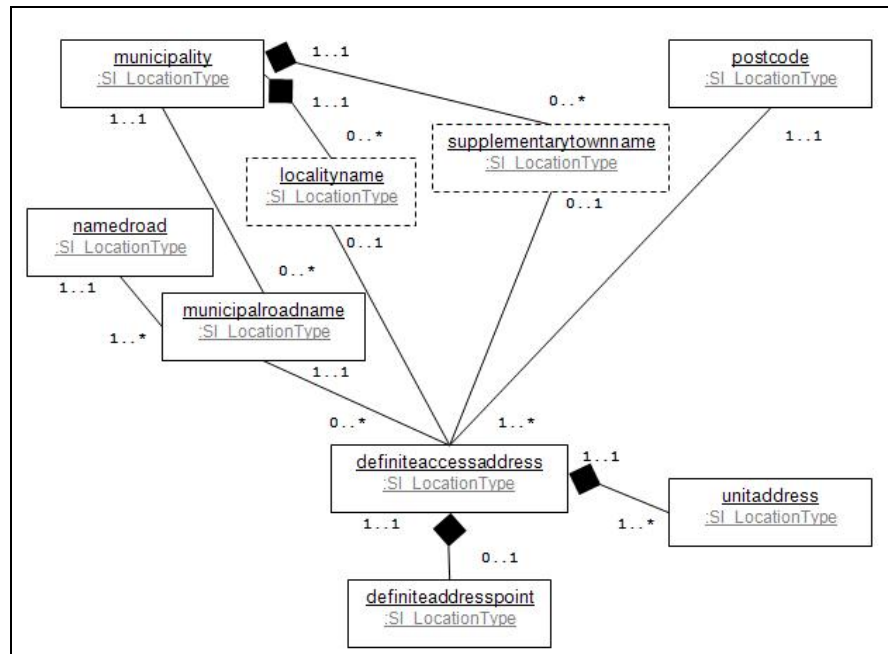 municipality
:SI_LocationType
postcode
:SI_LocationType
1..1
1..1
1..1
0..*
1..1
0..*
supplementarytownname
:SI_LocationType
localityname
:SI_LocationType
0..1
namedroad
:SI_LocationType
0..1
0..*
1..1
municipalroadname
:SI_LocationType
1..*
1..1
0..*
1..*
definiteaccessaddress
:SI_LocationType
1..1
unitaddress
:SI_LocationType
1..1
1..*
0..1
definiteaddresspoint
:SI_LocationType